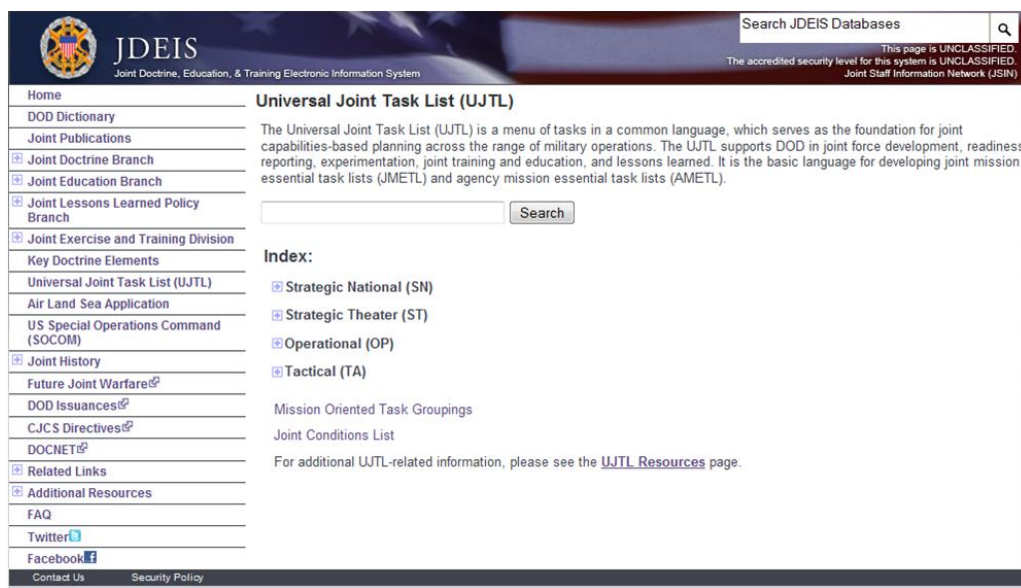 Search JDEIS Databases
JDEIS
Joint Doctrine, Education, & Training Electronic Information System
This page is UNCLASSIFIED.
The accredited security level for this system is UNCLASSIFIED.
Joint Staff Information Network (JSIN)
Home
DOD Dictionary
Joint Publications
Joint Doctrine Branch
Joint Education Branch
Joint Lessons Learned Policy
Branch
Joint Exercise and Training Division
Key Doctrine Elements
Universal Joint Task List (UJTL)
Air Land Sea Application
US Special Operations Command
(SOCOM)
Joint History
Future Joint Warfare
DOD Issuances
CJCS Directives
DOCNET
Related Links
Additional Resources
FAQ
Twitter
Facebook
Universal Joint Task List (UJTL)
The Universal Joint Task List (UJTL) is a menu of tasks in a common language, which serves as the foundation for joint
capabilities-based planning across the range of military operations. The UJTL supports DOD in joint force development, readiness
reporting, experimentation, joint training and education, and lessons learned. It is the basic language for developing joint mission
essential task lists (JMETL) and agency mission essential task lists (AMETL).
Search
Index:
Strategic National (SN)
Strategic Theater (ST)
Operational (OP)
Tactical (TA)
Mission Oriented Task Groupings
Joint Conditions List
For additional UJTL-related information, please see the UJTL Resources page.
Contact Us Security Policy